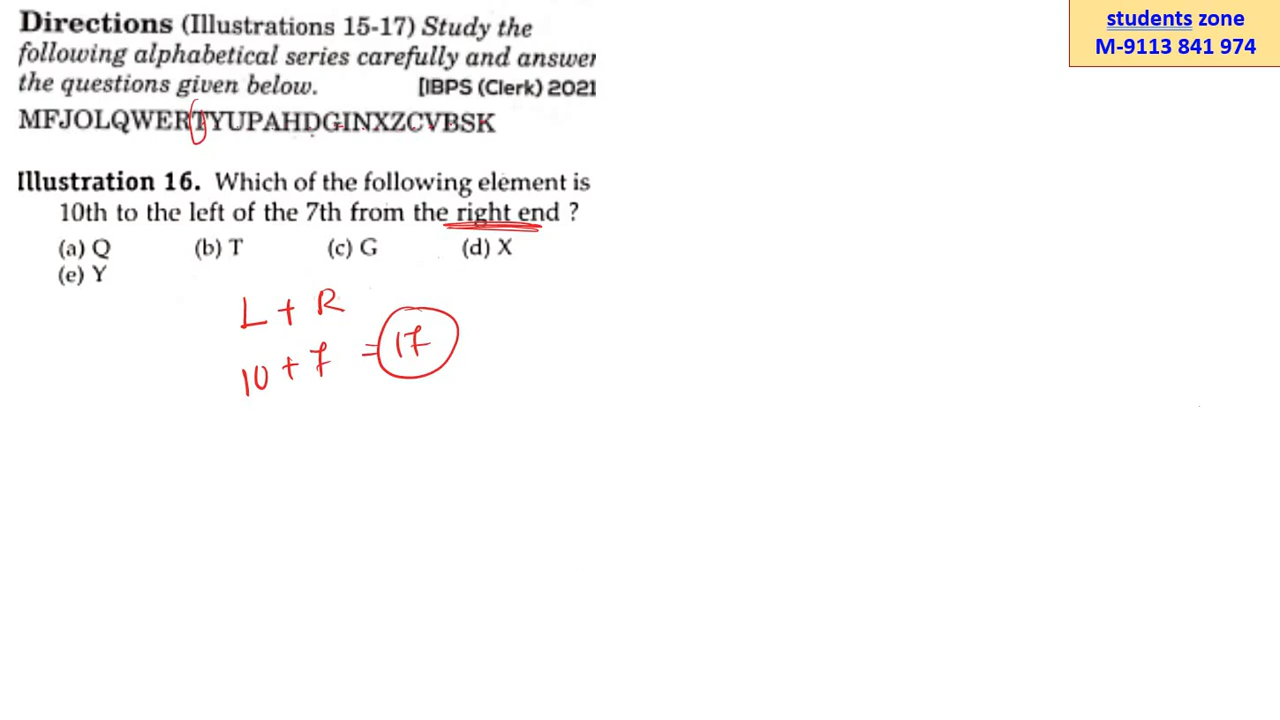 students zone
M-9113 841 974
Directions (Illustrations 15-17) Study the
following alphabetical series carefully and answer
the questions given below. [IBPS (Clerk) 2021
MFJOLQWERTYUPAHDGINXZCVBSK
Illustration 16. Which of the following element is
10th to the left of the 7th from the right end ?
(a) Q (b) T (c) G (d) X
(e) Y
L + R
10 + 7 = 17